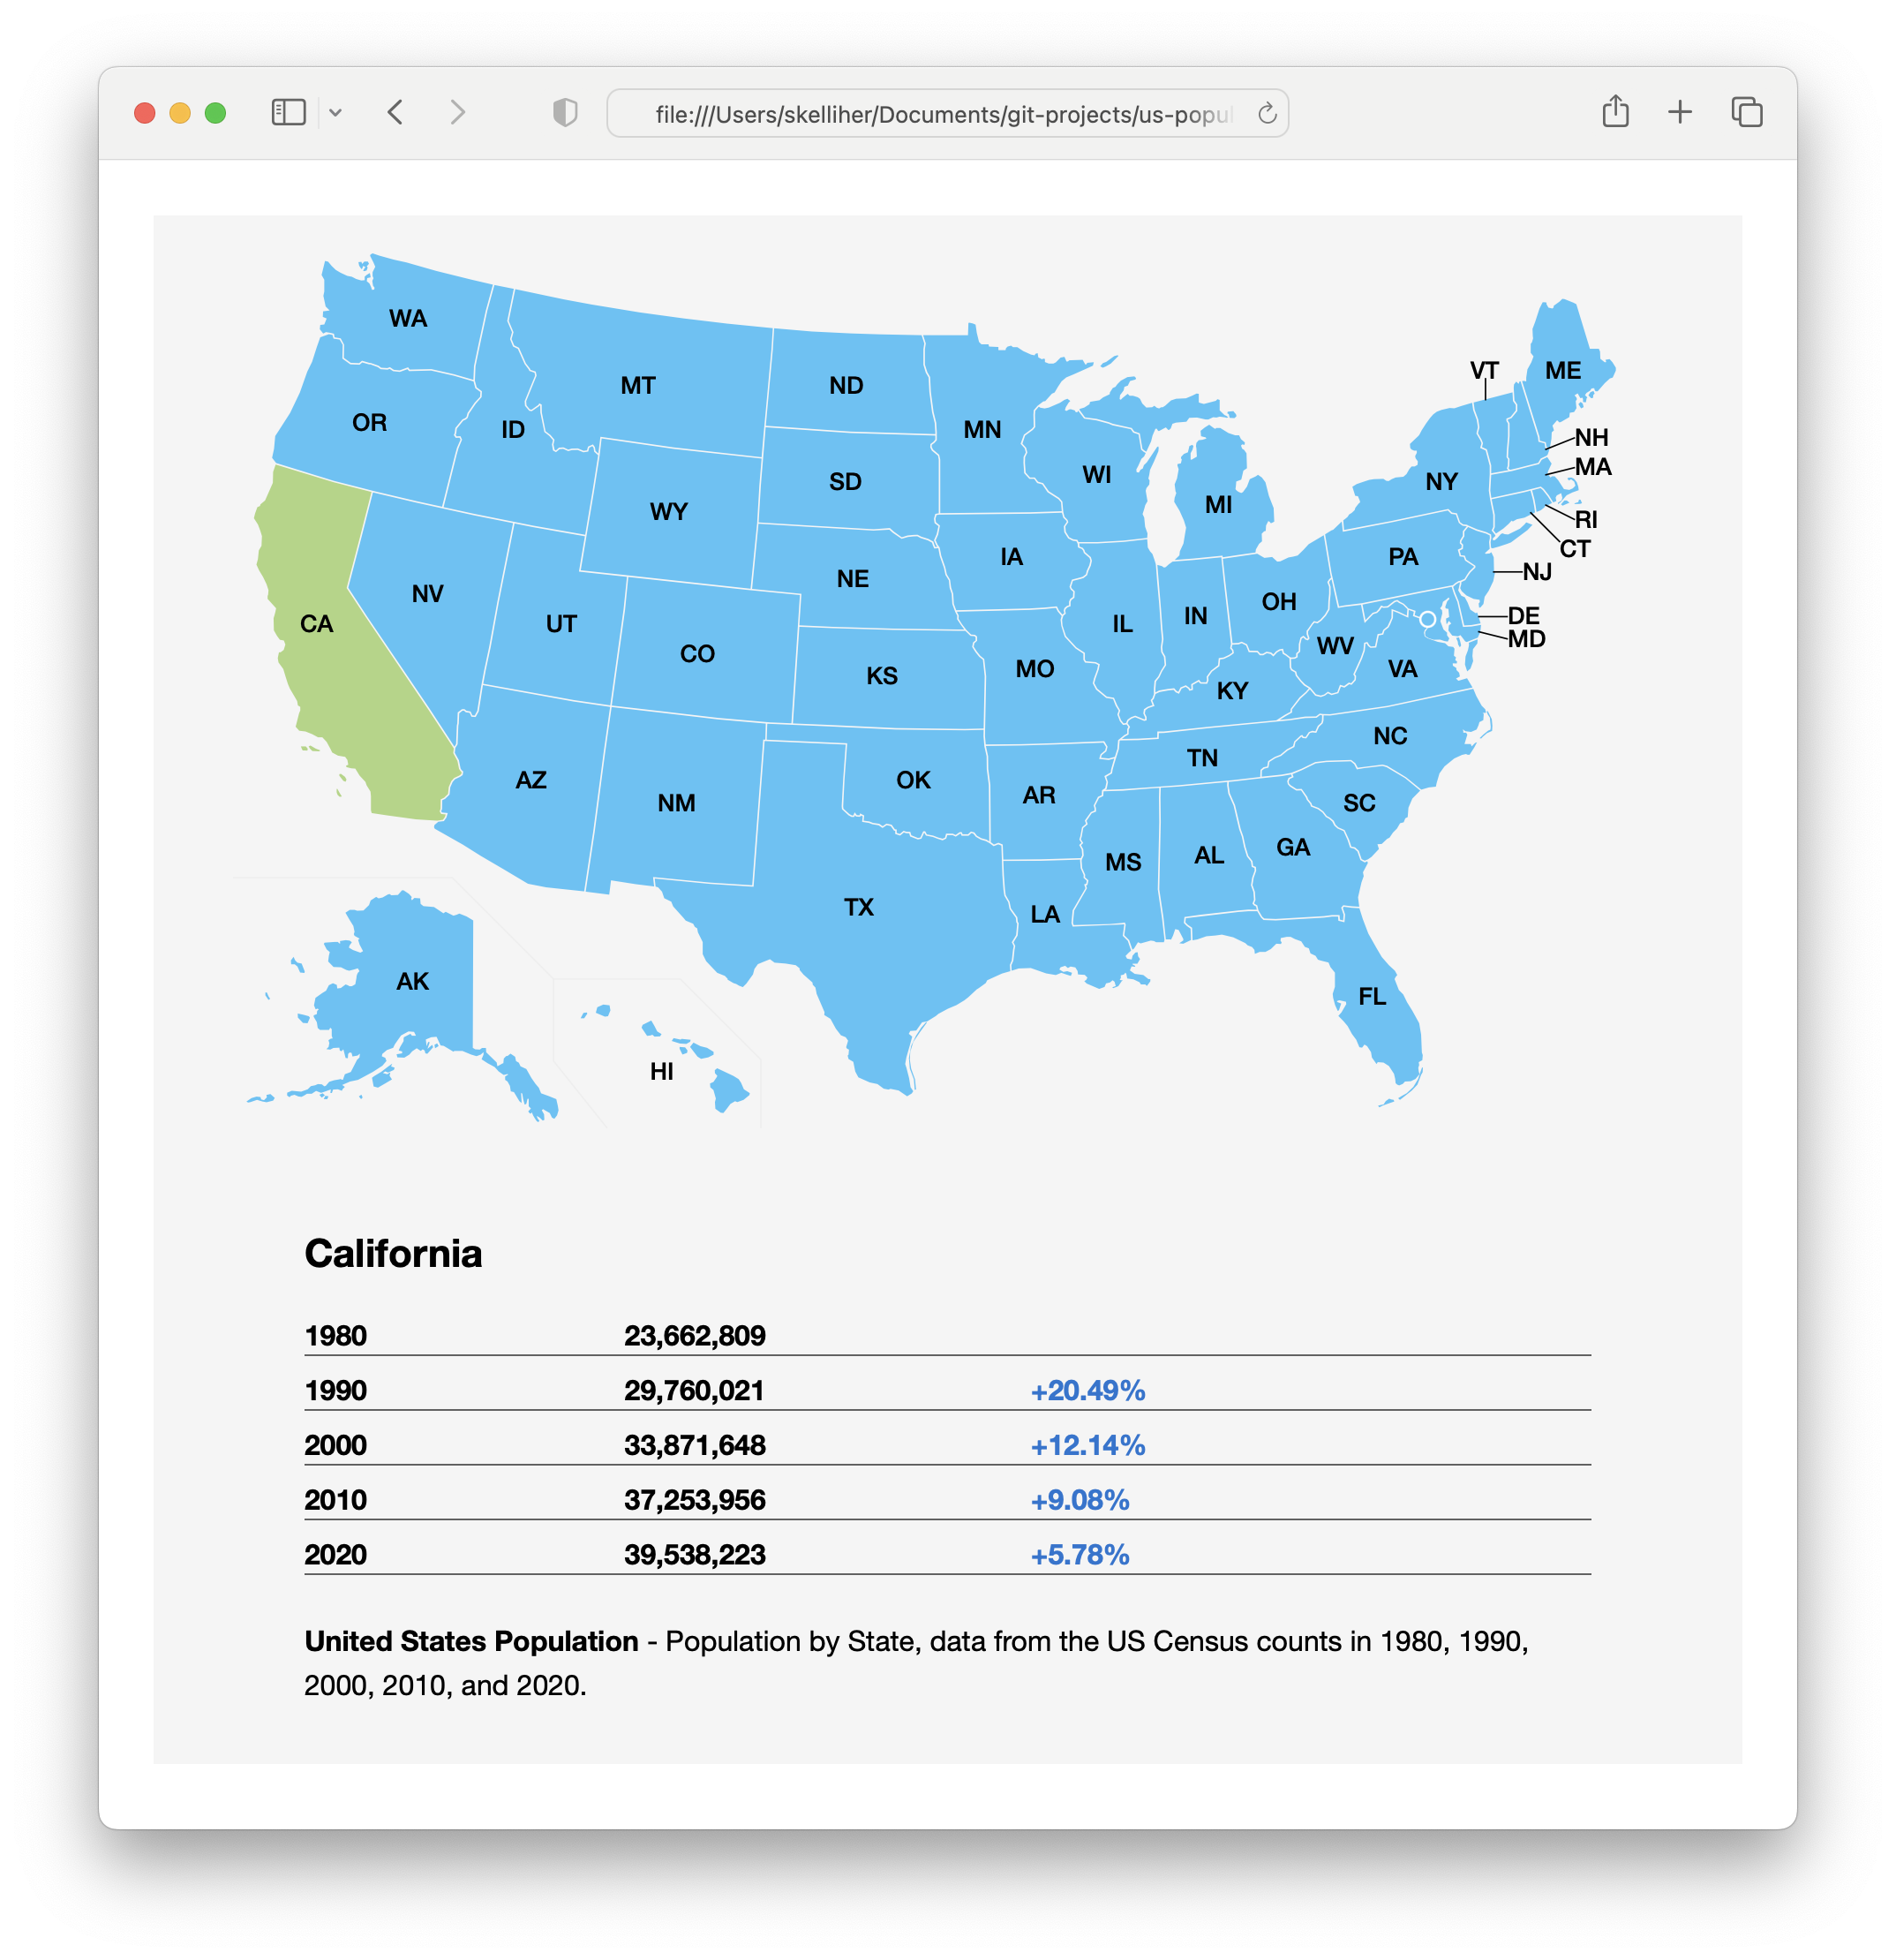 file:///Users/skelliher/Documents/git-projects/us-popul
WA
MT
ND
MN
VT
ME
OR
ID
SD
WI
MI
NY
NH
MA
WY
RI
CT
IA
PA
NE
NJ
NV
UT
CO
IL
IN
OH
DE
MD
CA
KS
MO
WV
VA
KY
NC
TN
AZ
NM
OK
AR
SC
MS
AL
GA
TX
LA
AK
FL
HI
California
1980 23,662,809
1990 29,760,021 +20.49%
2000 33,871,648 +12.14%
2010 37,253,956 +9.08%
2020 39,538,223 +5.78%
United States Population - Population by State, data from the US Census counts in 1980, 1990,
2000, 2010, and 2020.